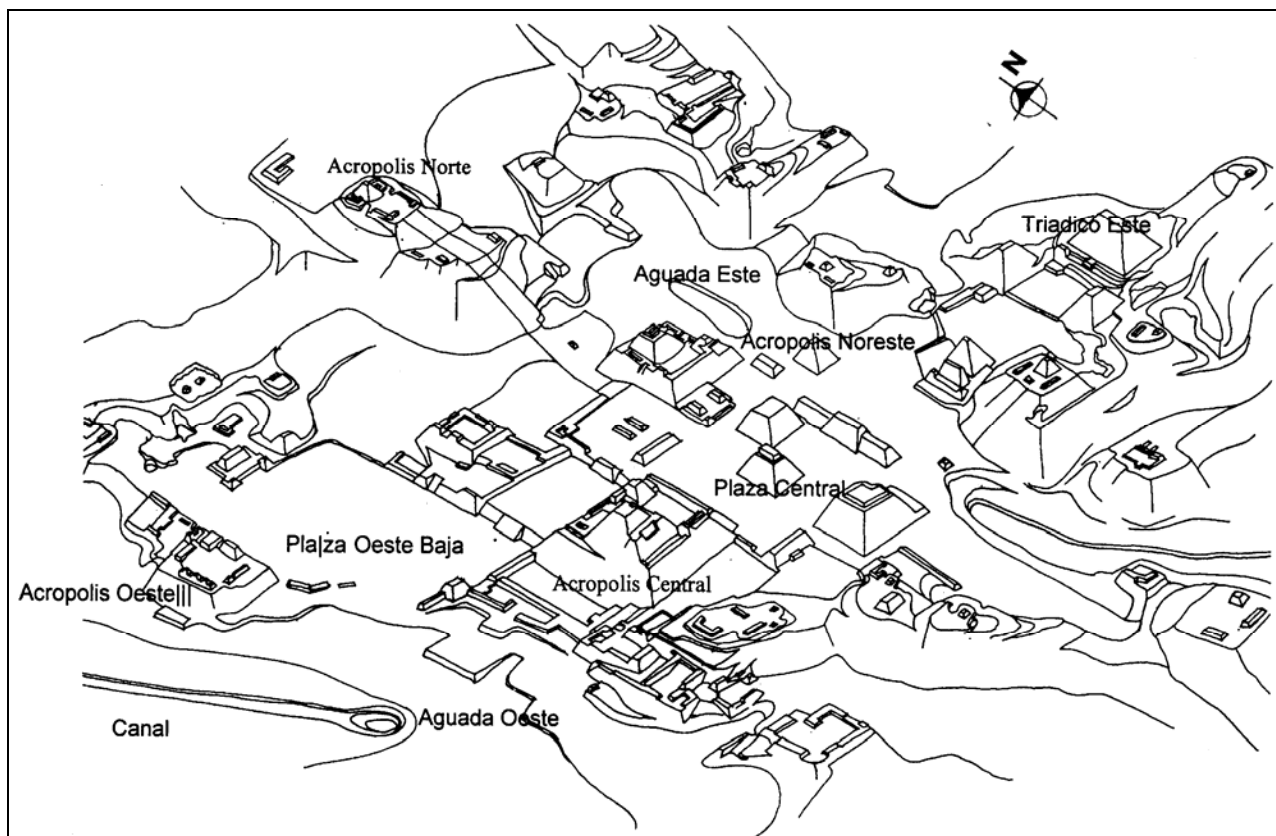 N
Acropolis Norte
Triadico Este
Aguada Este
Acropolis Noreste
Plaza Central
Pla|za Oeste Baja
Acropolis Central
Acropolis Oeste|||
Aguada Oeste
Canal